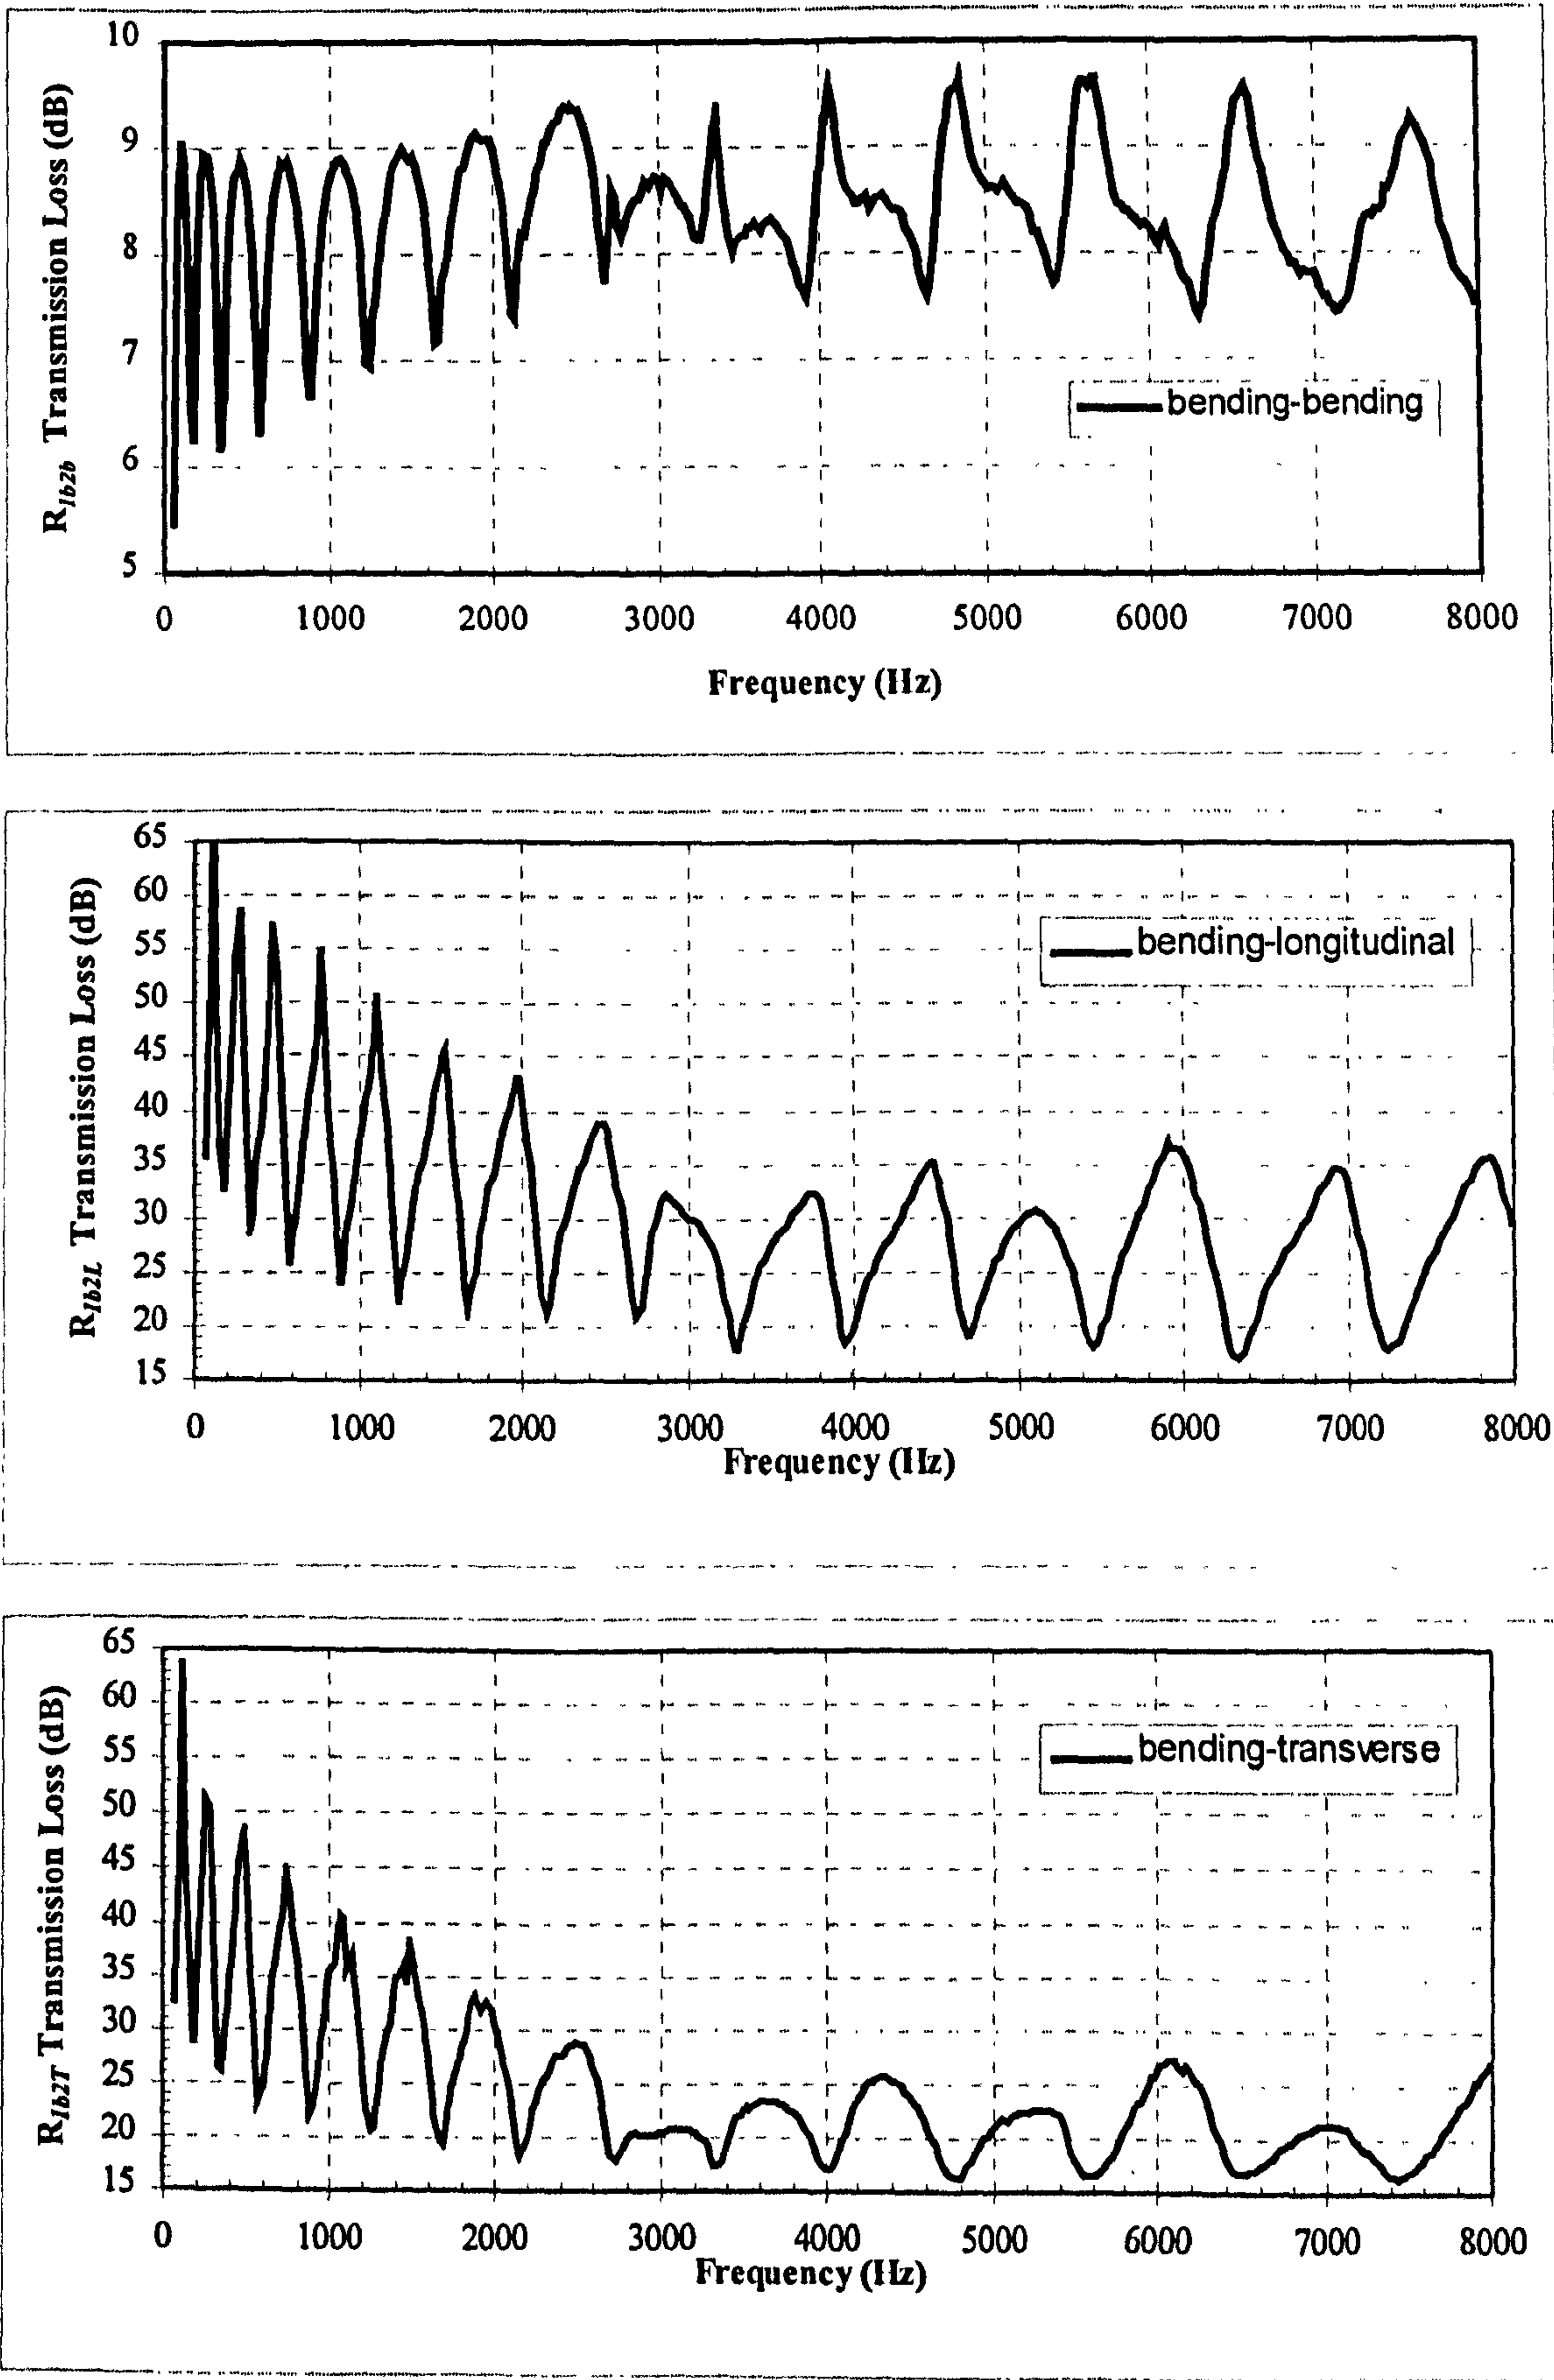 10
9
8
7
6
5
R1b2b Transmission Loss (dB)
bending-bending
0 1000 2000 3000 4000 5000 6000 7000 8000
Frequency (Hz)
65
60
55
50
45
40
35
30
25
20
15
R1b2L Transmission Loss (dB)
bending-longitudinal
0 1000 2000 3000 4000 5000 6000 7000 8000
Frequency (Hz)
65
60
55
50
45
40
35
30
25
20
15
R1b2T Transmission Loss (dB)
bending-transverse
0 1000 2000 3000 4000 5000 6000 7000 8000
Frequency (Hz)